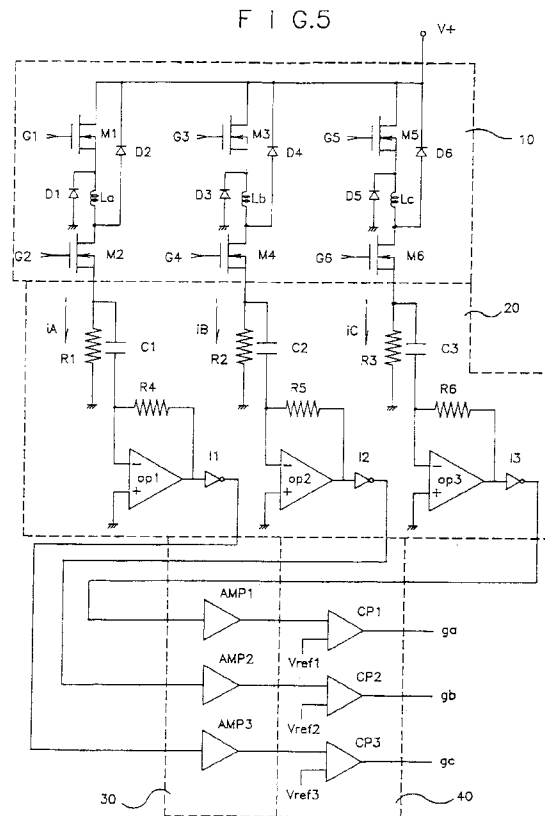 F I G.5
V+
G1 M1 D2 G3 M3 D4 G5 M5 D6 10
D1 La D3 Lb D5 Lc
G2 M2 G4 M4 G6 M6
20
iA R1 C1 iB R2 C2 iC R3 C3
R4 R5 R6
- op1 + I1 - op2 + I2 - op3 + I3
AMP1 CP1 ga
Vref1
AMP2 CP2 gb
Vref2
AMP3 CP3 gc
Vref3
30 40